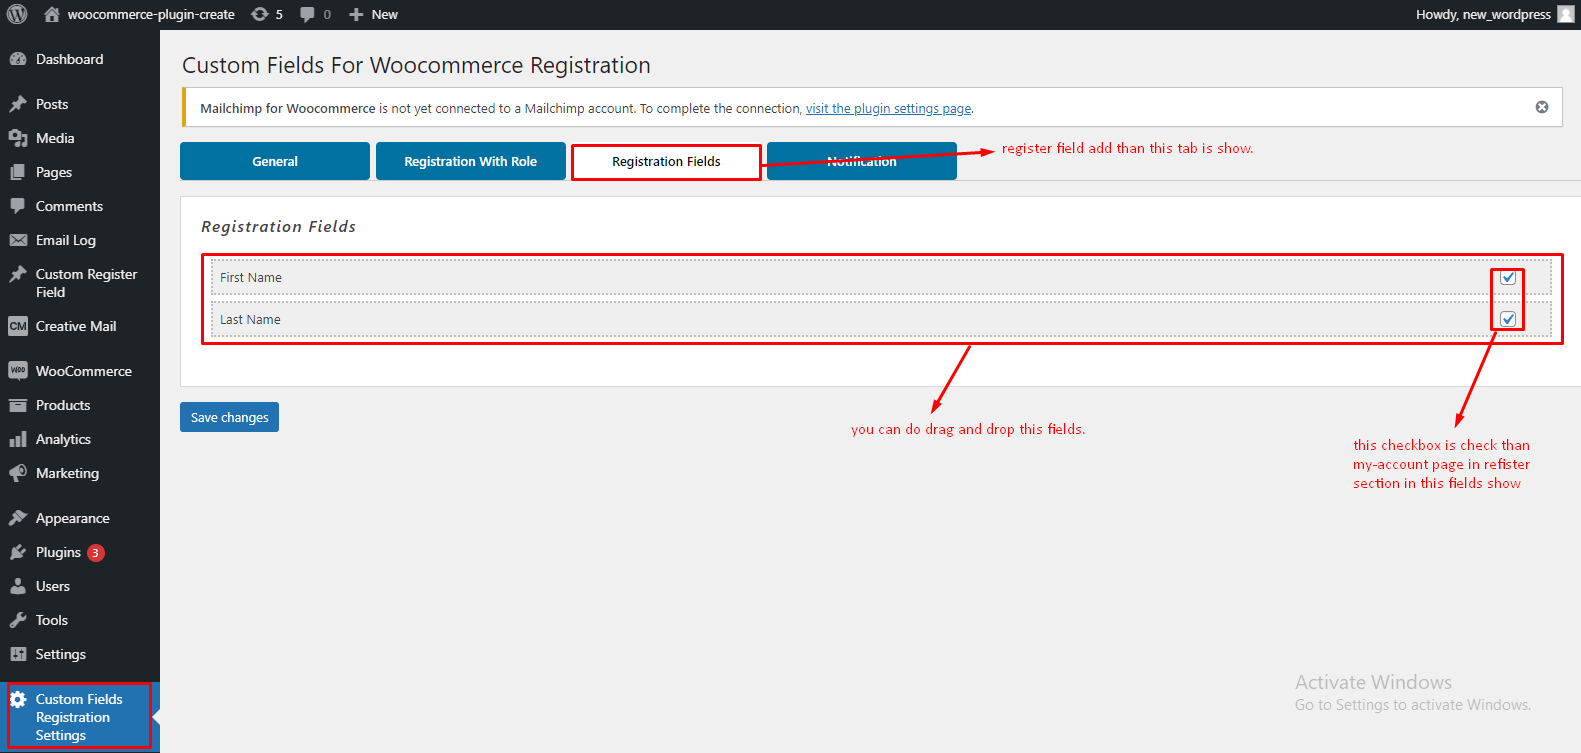 woocommerce-plugin-create 5 0 New Howdy, new_wordpress
Dashboard
Posts
Media
Pages
Comments
Email Log
Custom Register
Field
CM Creative Mail
woo WooCommerce
Products
Analytics
Marketing
Appearance
Plugins 3
Users
Tools
Settings
Custom Fields
Registration
Settings
Custom Fields For Woocommerce Registration
Mailchimp for Woocommerce is not yet connected to a Mailchimp account. To complete the connection, visit the plugin settings page.
General Registration With Role Registration Fields Notification
register field add than this tab is show.
Registration Fields
First Name
Last Name
Save changes
you can do drag and drop this fields.
this checkbox is check than
my-account page in refister
section in this fields show
Activate Windows
Go to Settings to activate Windows.